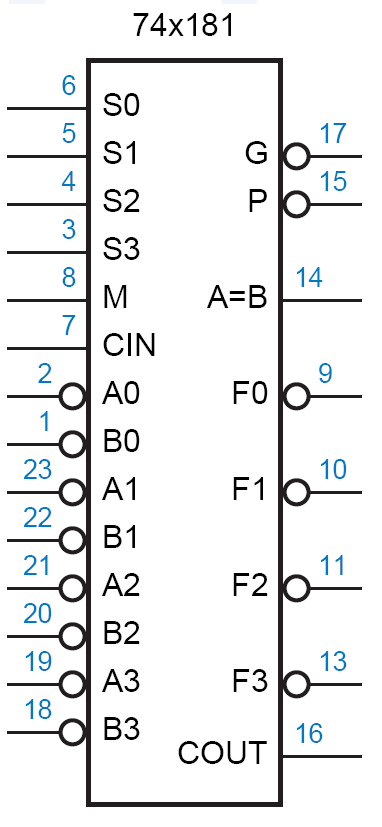 74x181
6 S0
5 S1 G 17
4 S2 P 15
3 S3
8 M A=B 14
7 CIN
2 A0 F0 9
1 B0
23 A1 F1 10
22 B1
21 A2 F2 11
20 B2
19 A3 F3 13
18 B3
COUT 16